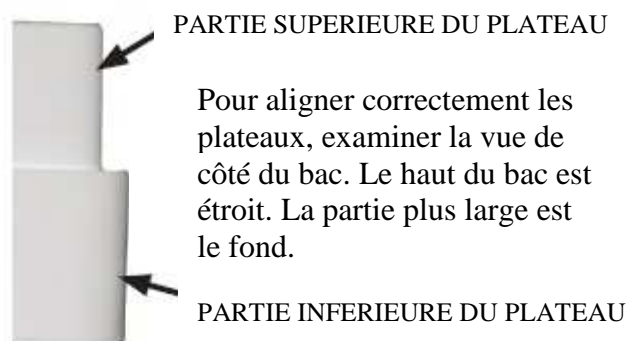 PARTIE SUPERIEURE DU PLATEAU
Pour aligner correctement les
plateaux, examiner la vue de
côté du bac. Le haut du bac est
étroit. La partie plus large est
le fond.
PARTIE INFERIEURE DU PLATEAU